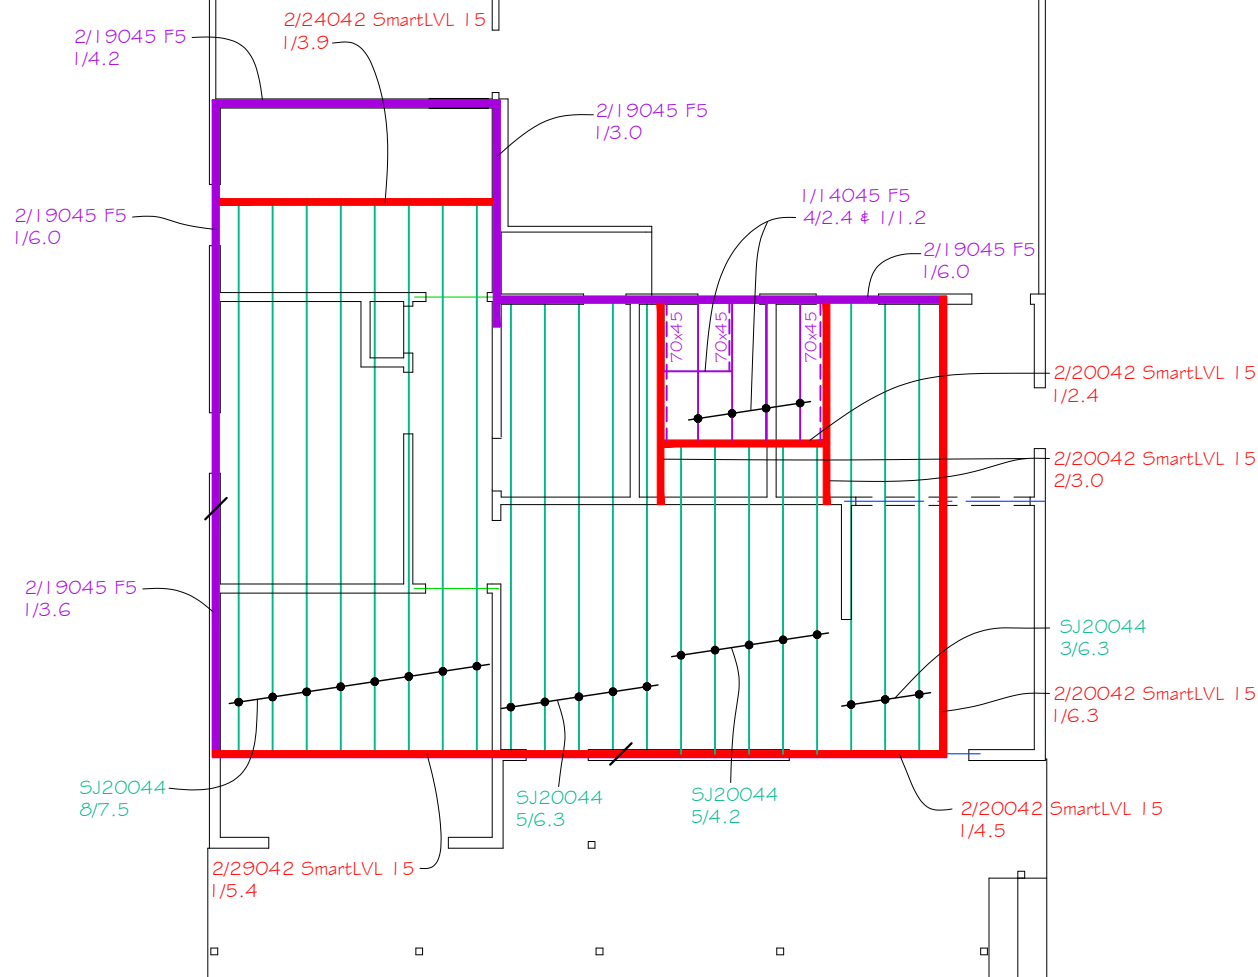 2/24042 SmartLVL 15
1/3.9
2/19045 F5
1/4.2
2/19045 F5
1/3.0
1/14045 F5
4/2.4 & 1/1.2
2/19045 F5
1/6.0
2/19045 F5
1/6.0
70x45
70x45
70x45
2/20042 SmartLVL 15
1/2.4
2/20042 SmartLVL 15
2/3.0
2/19045 F5
1/3.6
SJ20044
3/6.3
2/20042 SmartLVL 15
1/6.3
SJ20044
8/7.5
SJ20044
5/6.3
SJ20044
5/4.2
2/20042 SmartLVL 15
1/4.5
2/29042 SmartLVL 15
1/5.4